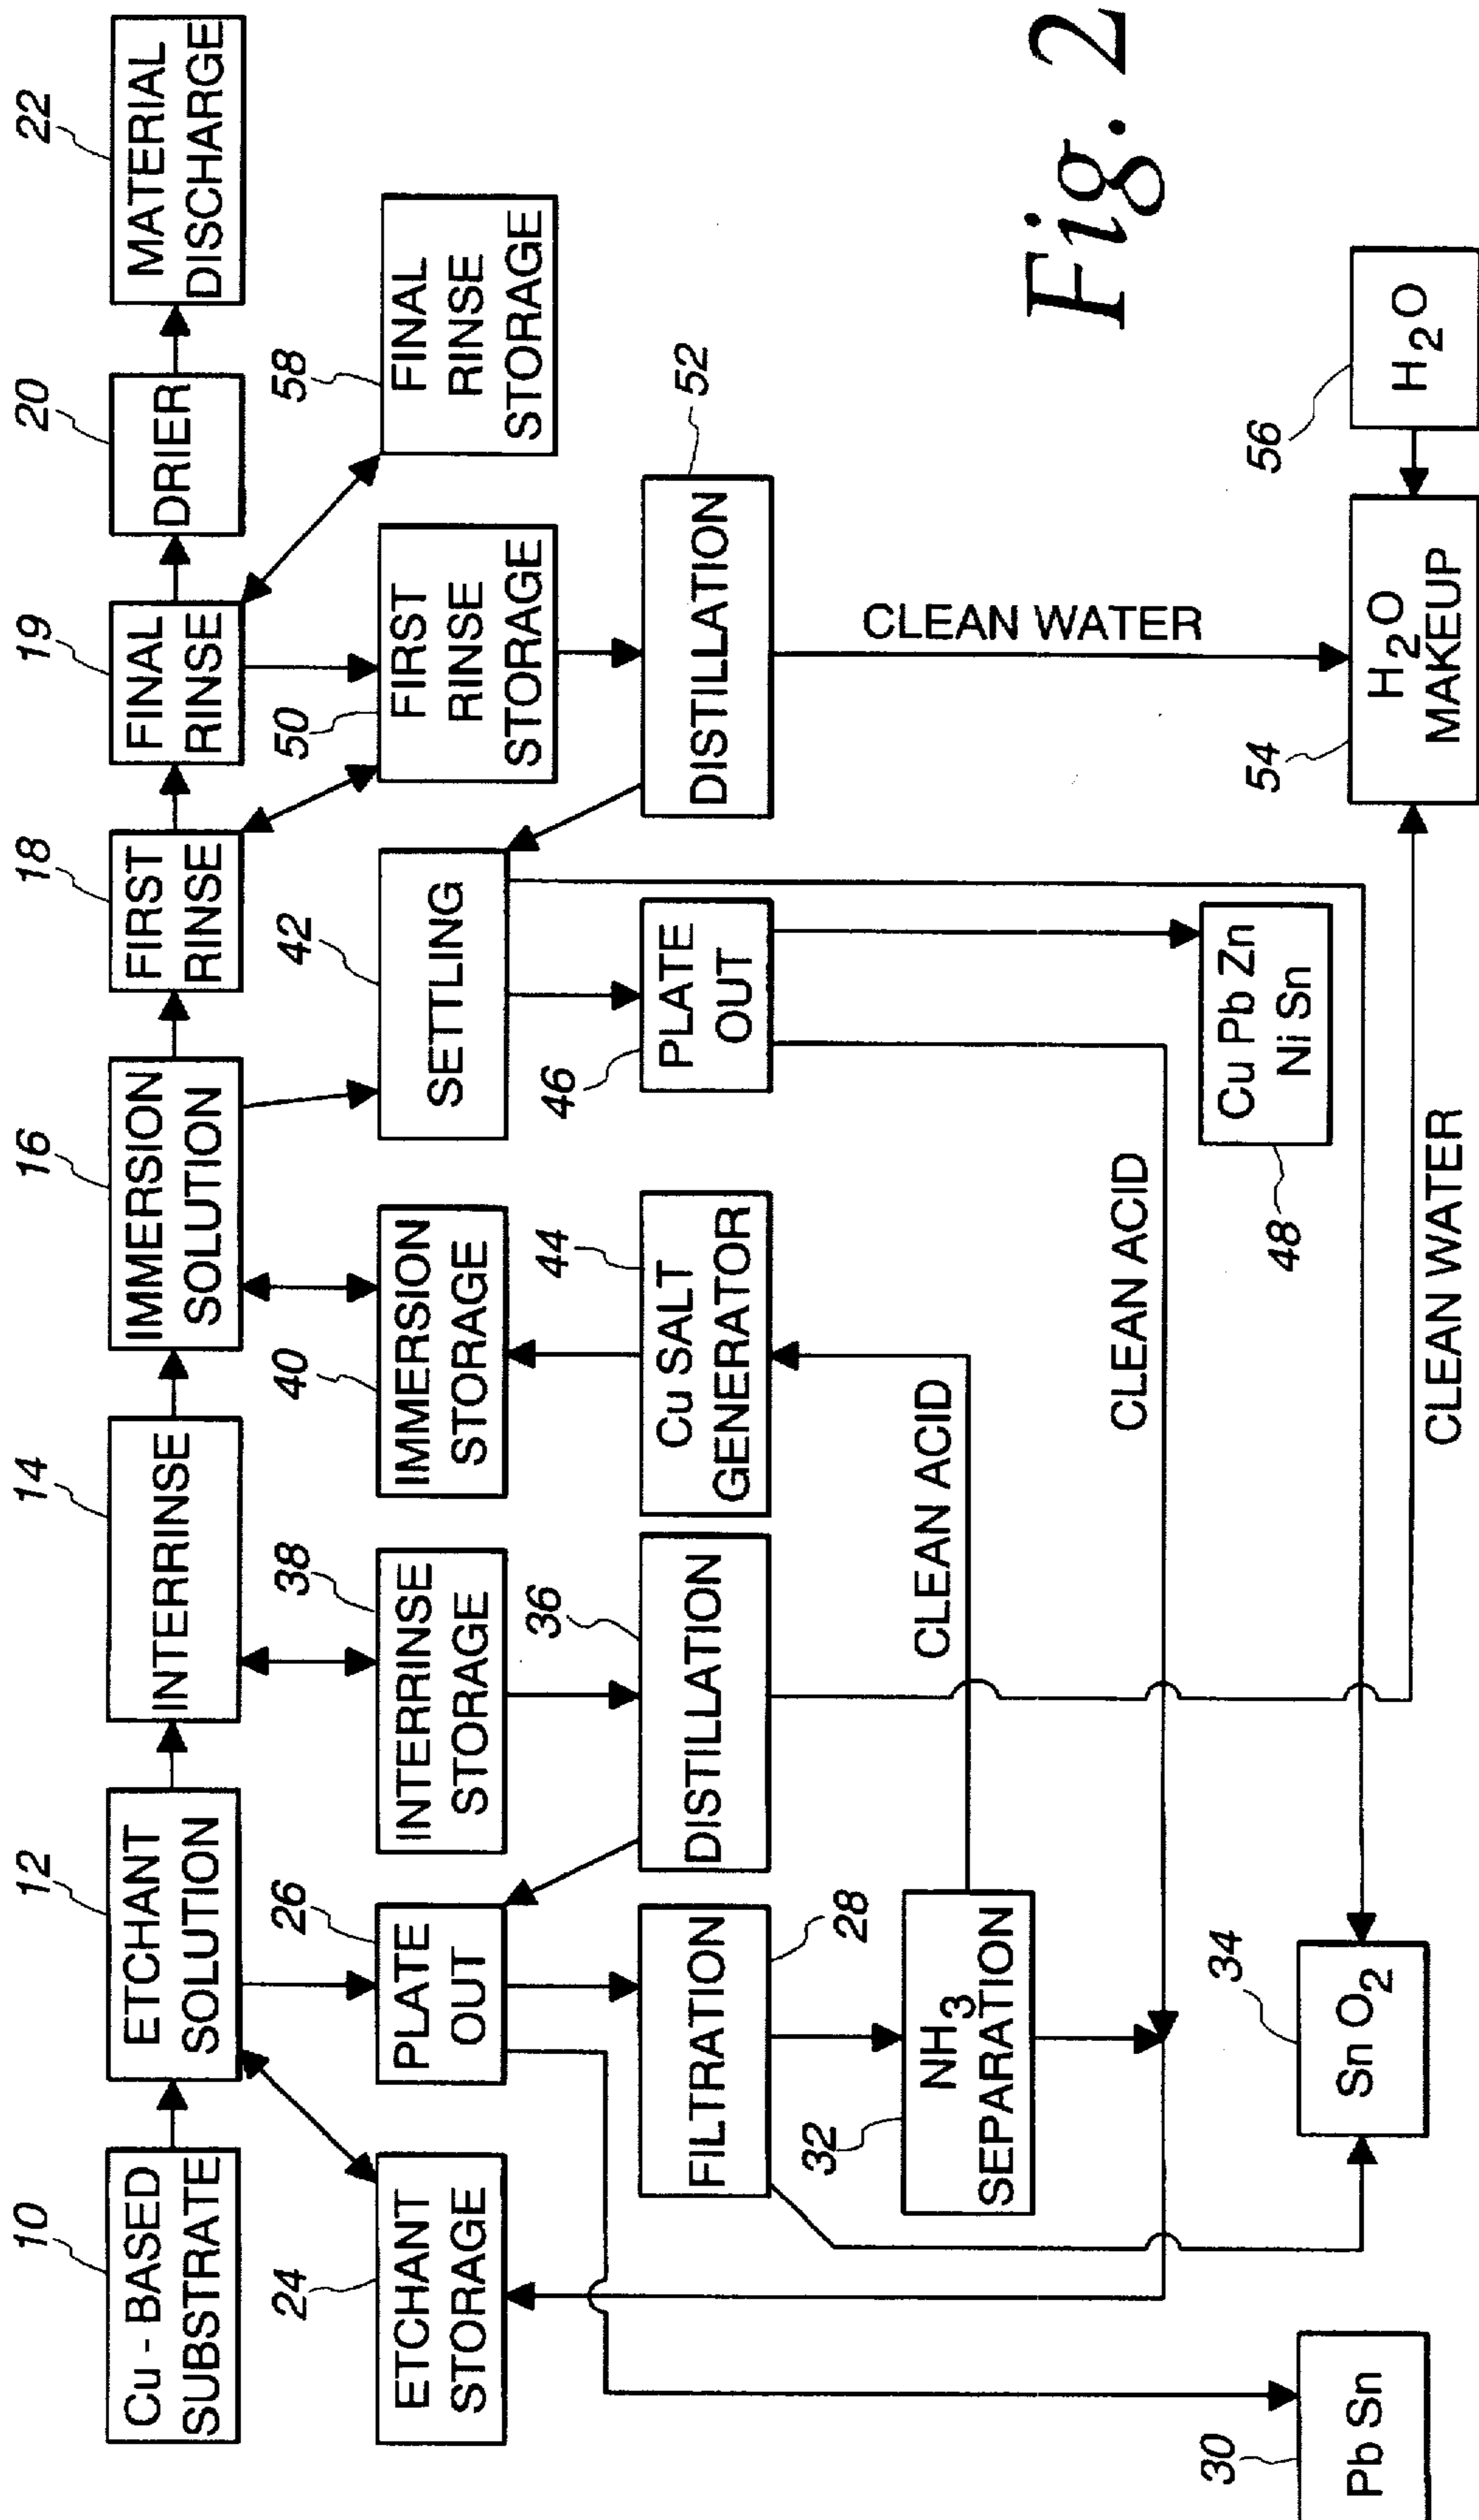 10
12
14
16
18
19
20
22
Cu - BASED
SUBSTRATE
ETCHANT
SOLUTION
INTERRINSE
IMMERSION
SOLUTION
FIRST
RINSE
FINAL
RINSE
DRIER
MATERIAL
DISCHARGE
24
26
38
40
42
50
58
ETCHANT
STORAGE
PLATE
OUT
INTERRINSE
STORAGE
IMMERSION
STORAGE
SETTLING
FIRST
RINSE
STORAGE
FINAL
RINSE
STORAGE
36
44
46
52
FILTRATION
28
DISTILLATION
Cu SALT
GENERATOR
PLATE
OUT
DISTILLATION
32
NH3
SEPARATION
CLEAN ACID
CLEAN WATER
CLEAN ACID
Fig. 2
30
34
48
Cu Pb Zn
Ni Sn
54
56
Pb Sn
Sn O2
H2O
MAKEUP
H2O
CLEAN WATER